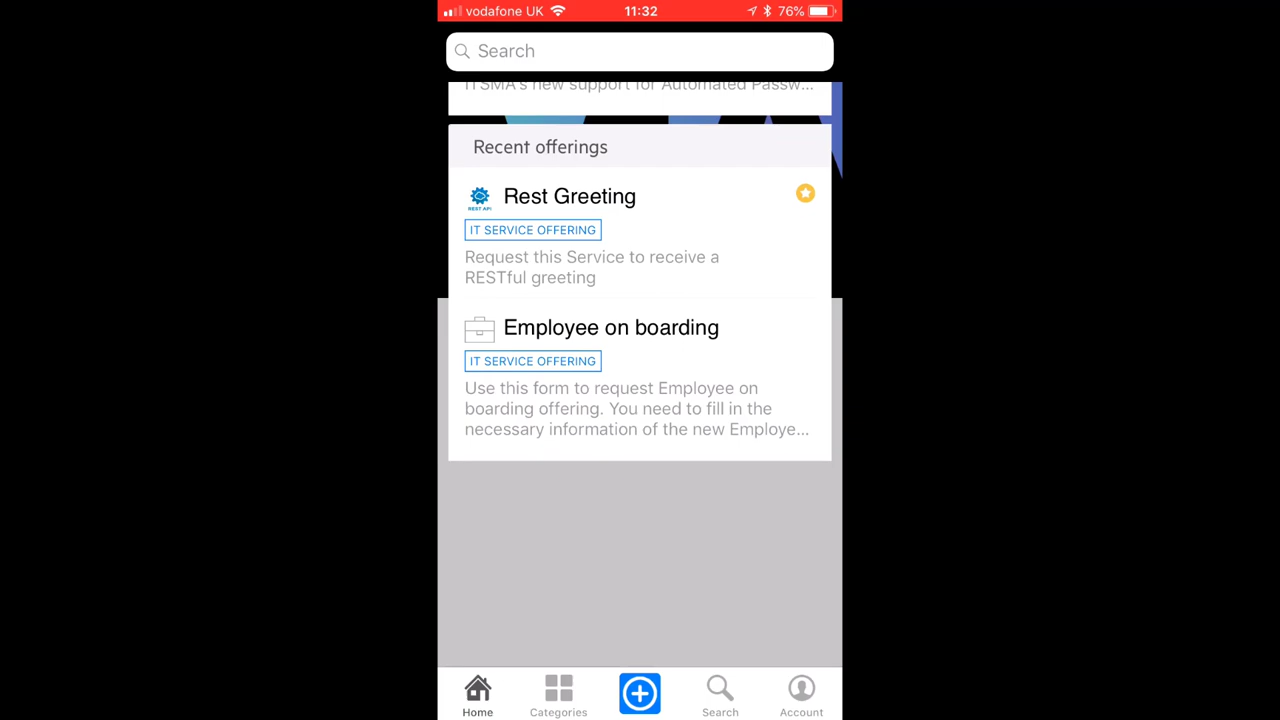 vodafone UK 11:32 76%
Search
ITSMA's new support for Automated Passw...
Recent offerings
REST API
Rest Greeting
IT SERVICE OFFERING
Request this Service to receive a
RESTful greeting
Employee on boarding
IT SERVICE OFFERING
Use this form to request Employee on
boarding offering. You need to fill in the
necessary information of the new Employe...
Home Categories Search Account